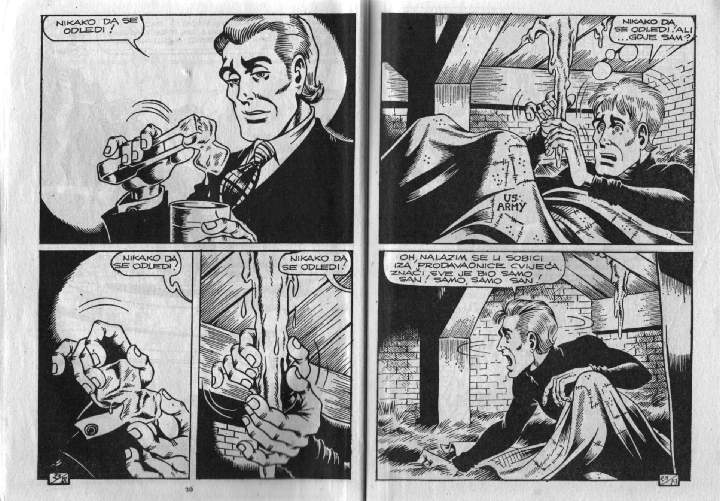 NIKAKO DA SE
ODLEDI!
NIKAKO DA
SE ODLEDI!
NIKAKO DA
SE ODLEDI!
NIKAKO DA
SE ODLEDI! ALI
...GDJE SAM?
US-
ARMY
OH, NALAZIM SE U SOBICI
IZA PRODAVAONICE CVIJEĆA,
ZNAČI, SVE JE BIO SAMO
SAN! SAMO, SAMO SAN